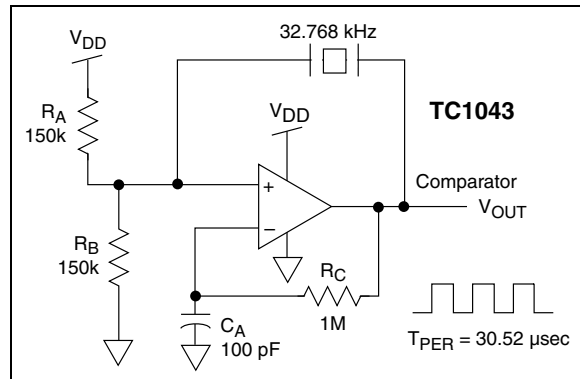 32.768 kHz
VDD
TC1043
RA
150k
VDD
+
Comparator
VOUT
−
RB
150k
RC
1M
CA
100 pF
TPER = 30.52 μsec